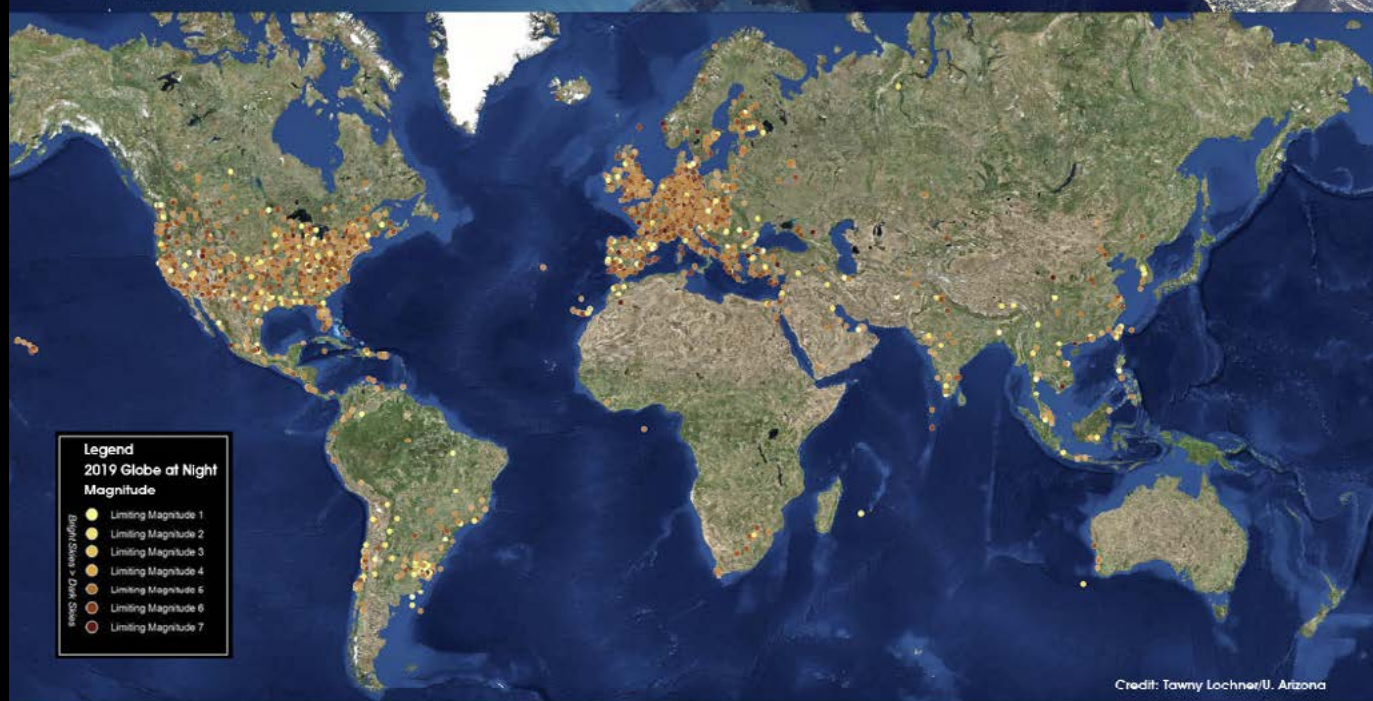 Legend
2019 Globe at Night
Magnitude
Bright Skies > Dark Skies
Limiting Magnitude 1
Limiting Magnitude 2
Limiting Magnitude 3
Limiting Magnitude 4
Limiting Magnitude 5
Limiting Magnitude 6
Limiting Magnitude 7
Credit: Tawny Lochner/U. Arizona